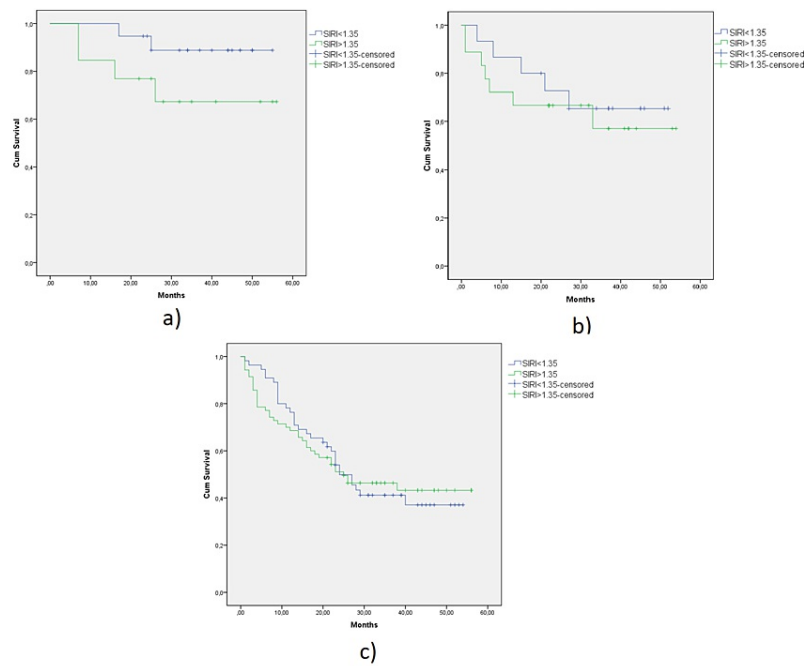 1,0
0,8
0,6
0,4
0,2
0,0
Cum Survival
,00 10,00 20,00 30,00 40,00 50,00 60,00
Months
SIRI<1.35
SIRI>1.35
SIRI<1.35-censored
SIRI>1.35-censored
a)
1,0
0,8
0,6
0,4
0,2
0,0
Cum Survival
,00 10,00 20,00 30,00 40,00 50,00 60,00
Months
SIRI<1.35
SIRI>1.35
SIRI<1.35-censored
SIRI>1.35-censored
b)
1,0
0,8
0,6
0,4
0,2
0,0
Cum Survival
,00 10,00 20,00 30,00 40,00 50,00 60,00
Months
SIRI<1.35
SIRI>1.35
SIRI<1.35-censored
SIRI>1.35-censored
c)